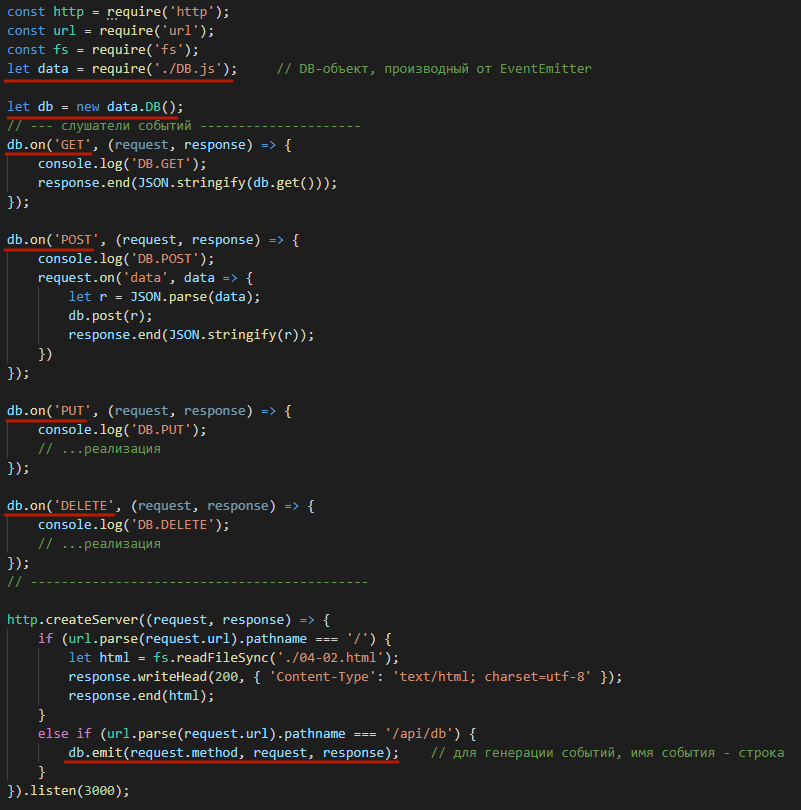 const http = require('http');
const url = require('url');
const fs = require('fs');
let data = require('./DB.js');     // DB-объект, производный от EventEmitter
let db = new data.DB();
// --- слушатели событий ---------------------
db.on('GET', (request, response) => {
    console.log('DB.GET');
    response.end(JSON.stringify(db.get()));
});
db.on('POST', (request, response) => {
    console.log('DB.POST');
    request.on('data', data => {
        let r = JSON.parse(data);
        db.post(r);
        response.end(JSON.stringify(r));
    })
});
db.on('PUT', (request, response) => {
    console.log('DB.PUT');
    // ...реализация
});
db.on('DELETE', (request, response) => {
    console.log('DB.DELETE');
    // ...реализация
});
// --------------------------------------------
http.createServer((request, response) => {
    if (url.parse(request.url).pathname === '/') {
        let html = fs.readFileSync('./04-02.html');
        response.writeHead(200, { 'Content-Type': 'text/html; charset=utf-8' });
        response.end(html);
    }
    else if (url.parse(request.url).pathname === '/api/db') {
        db.emit(request.method, request, response);    // для генерации событий, имя события - строка
    }
}).listen(3000);